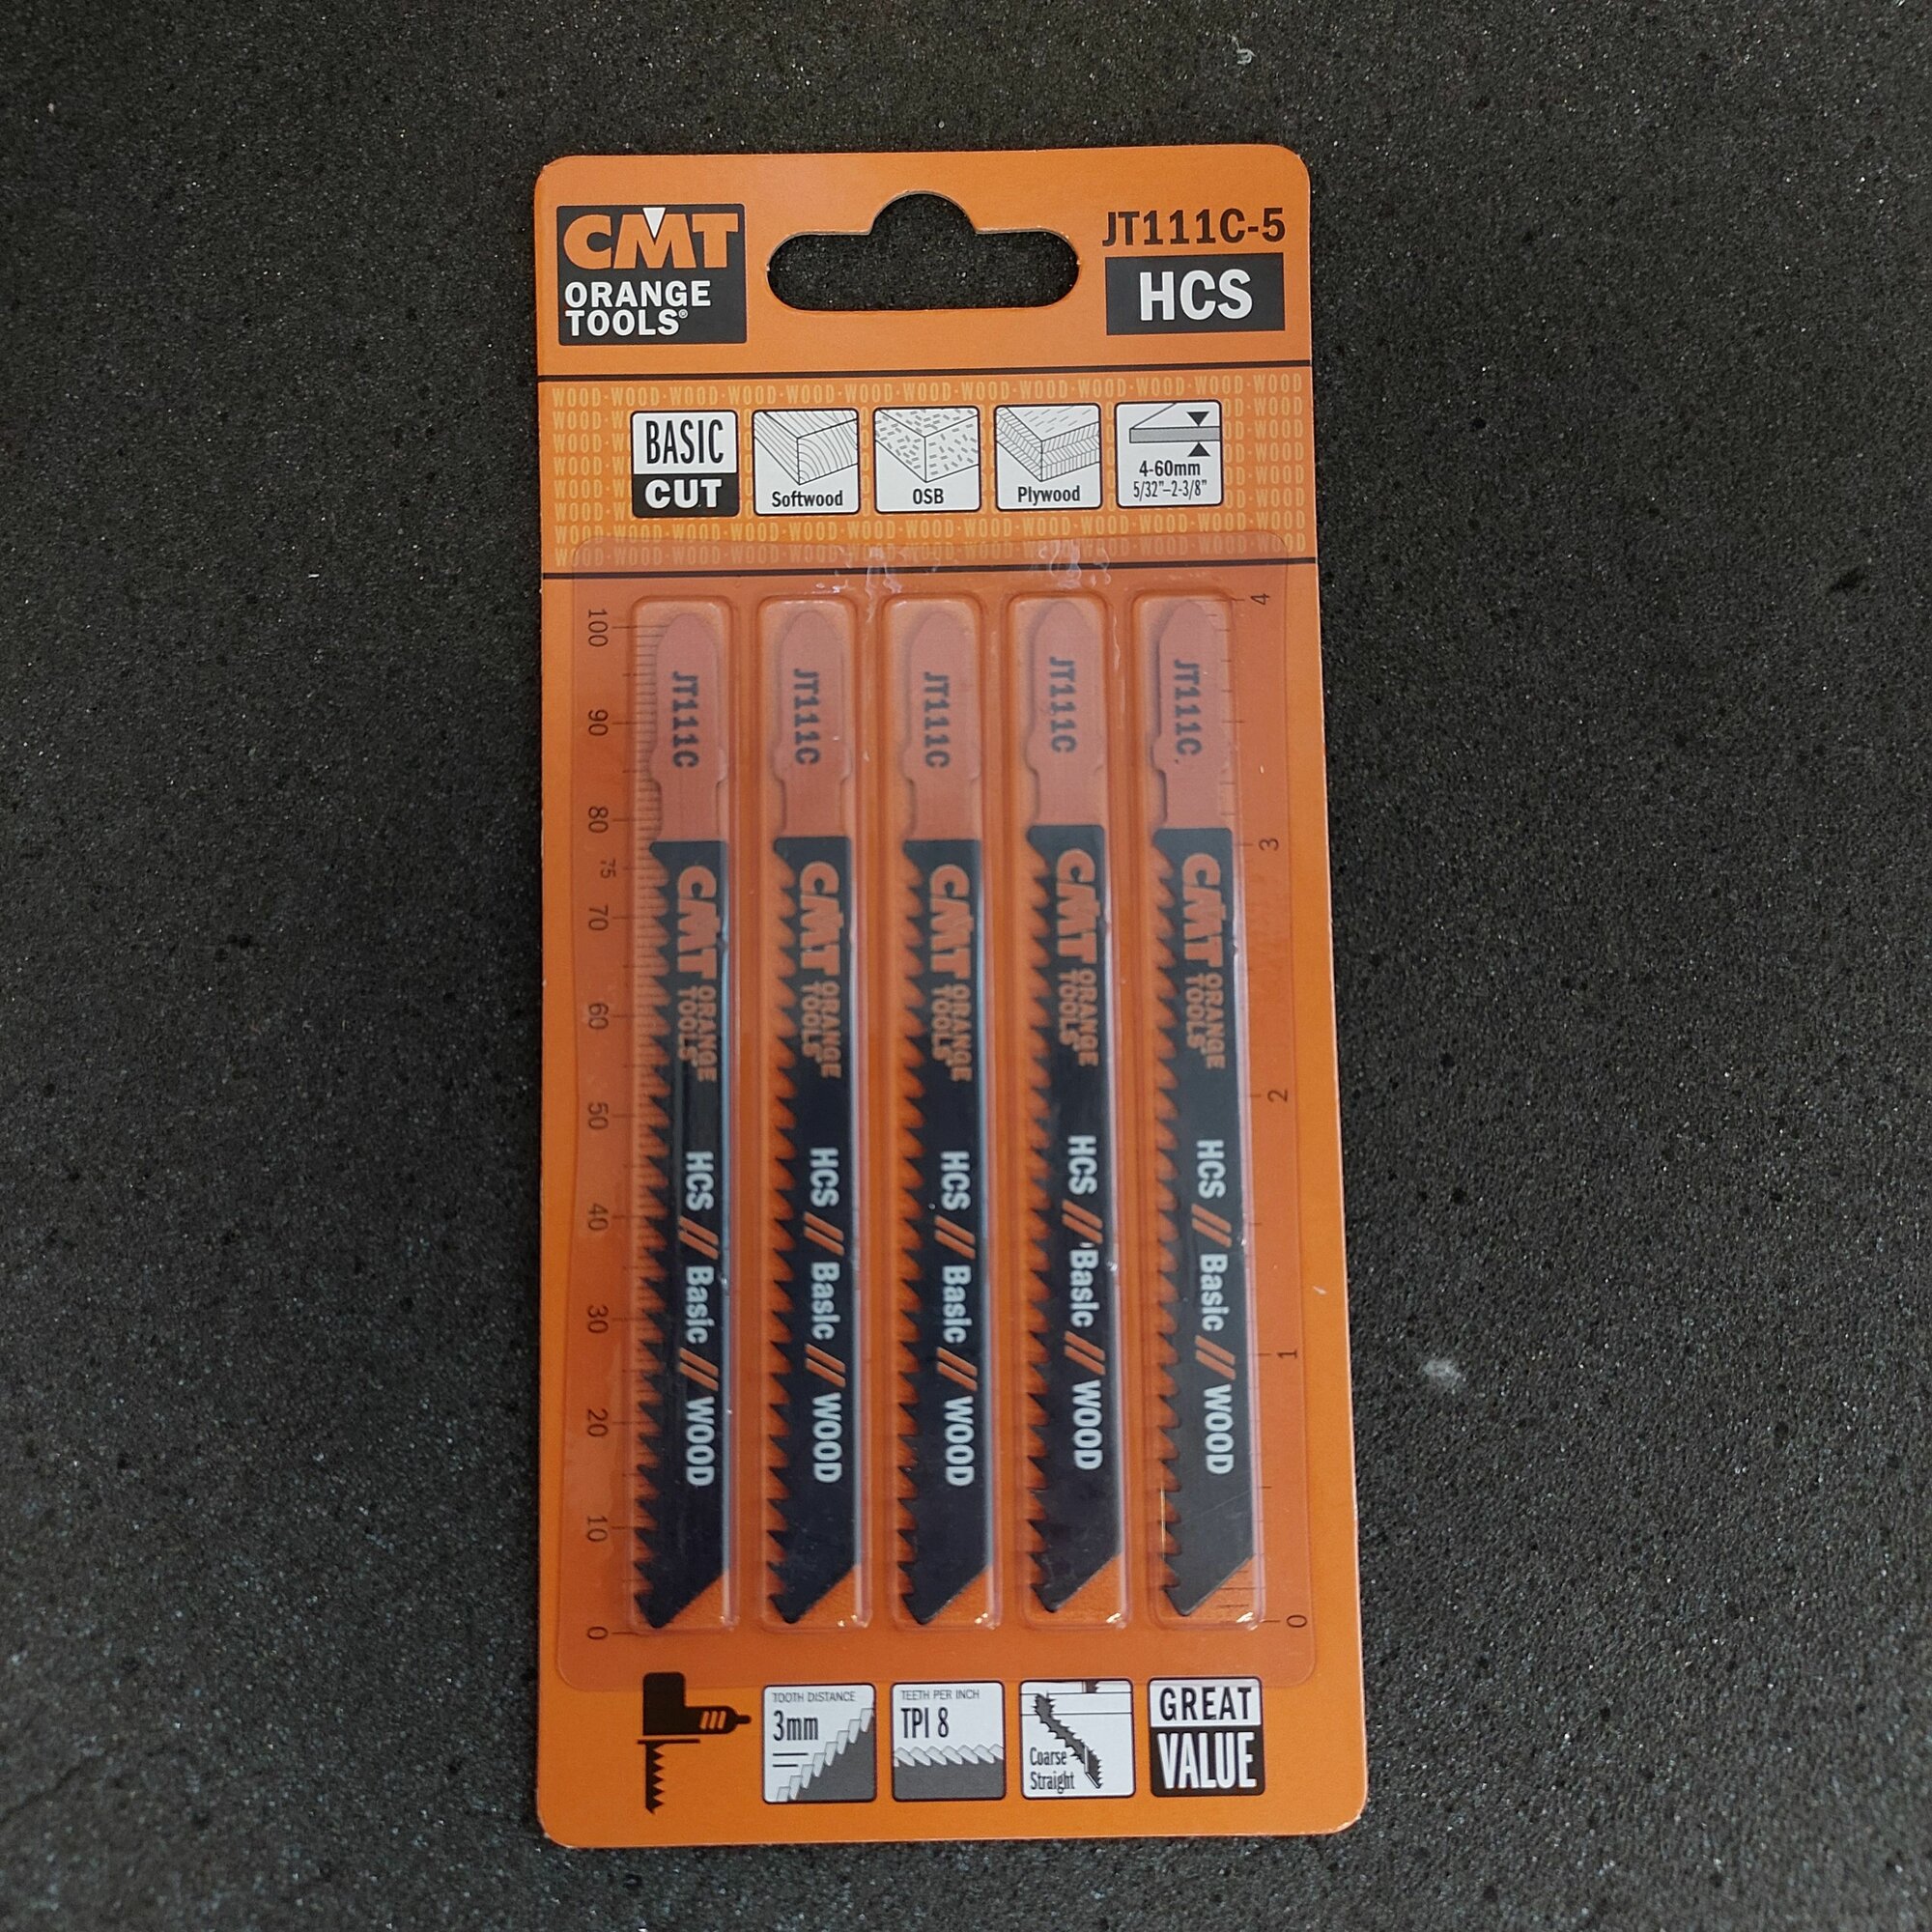 CMT
ORANGE
TOOLS®
JT111C-5
HCS
WOOD·WOOD·WOOD·WOOD·WOOD·WOOD·WOOD·WOOD·WOOD·WOOD·WOOD·WOOD·WOOD
BASIC
CUT
Softwood
OSB
Plywood
4-60mm
5/32"–2-3/8"
100
90
80
75
70
60
50
40
30
20
10
0
4
3
2
1
0
JT111C
CMT ORANGE TOOLS HCS // Basic // WOOD
JT111C
CMT ORANGE TOOLS HCS // Basic // WOOD
JT111C
CMT ORANGE TOOLS HCS // Basic // WOOD
JT111C
CMT ORANGE TOOLS HCS // Basic // WOOD
JT111C
CMT ORANGE TOOLS HCS // Basic // WOOD
TOOTH DISTANCE
3mm
TEETH PER INCH
TPI 8
Coarse
Straight
GREAT
VALUE